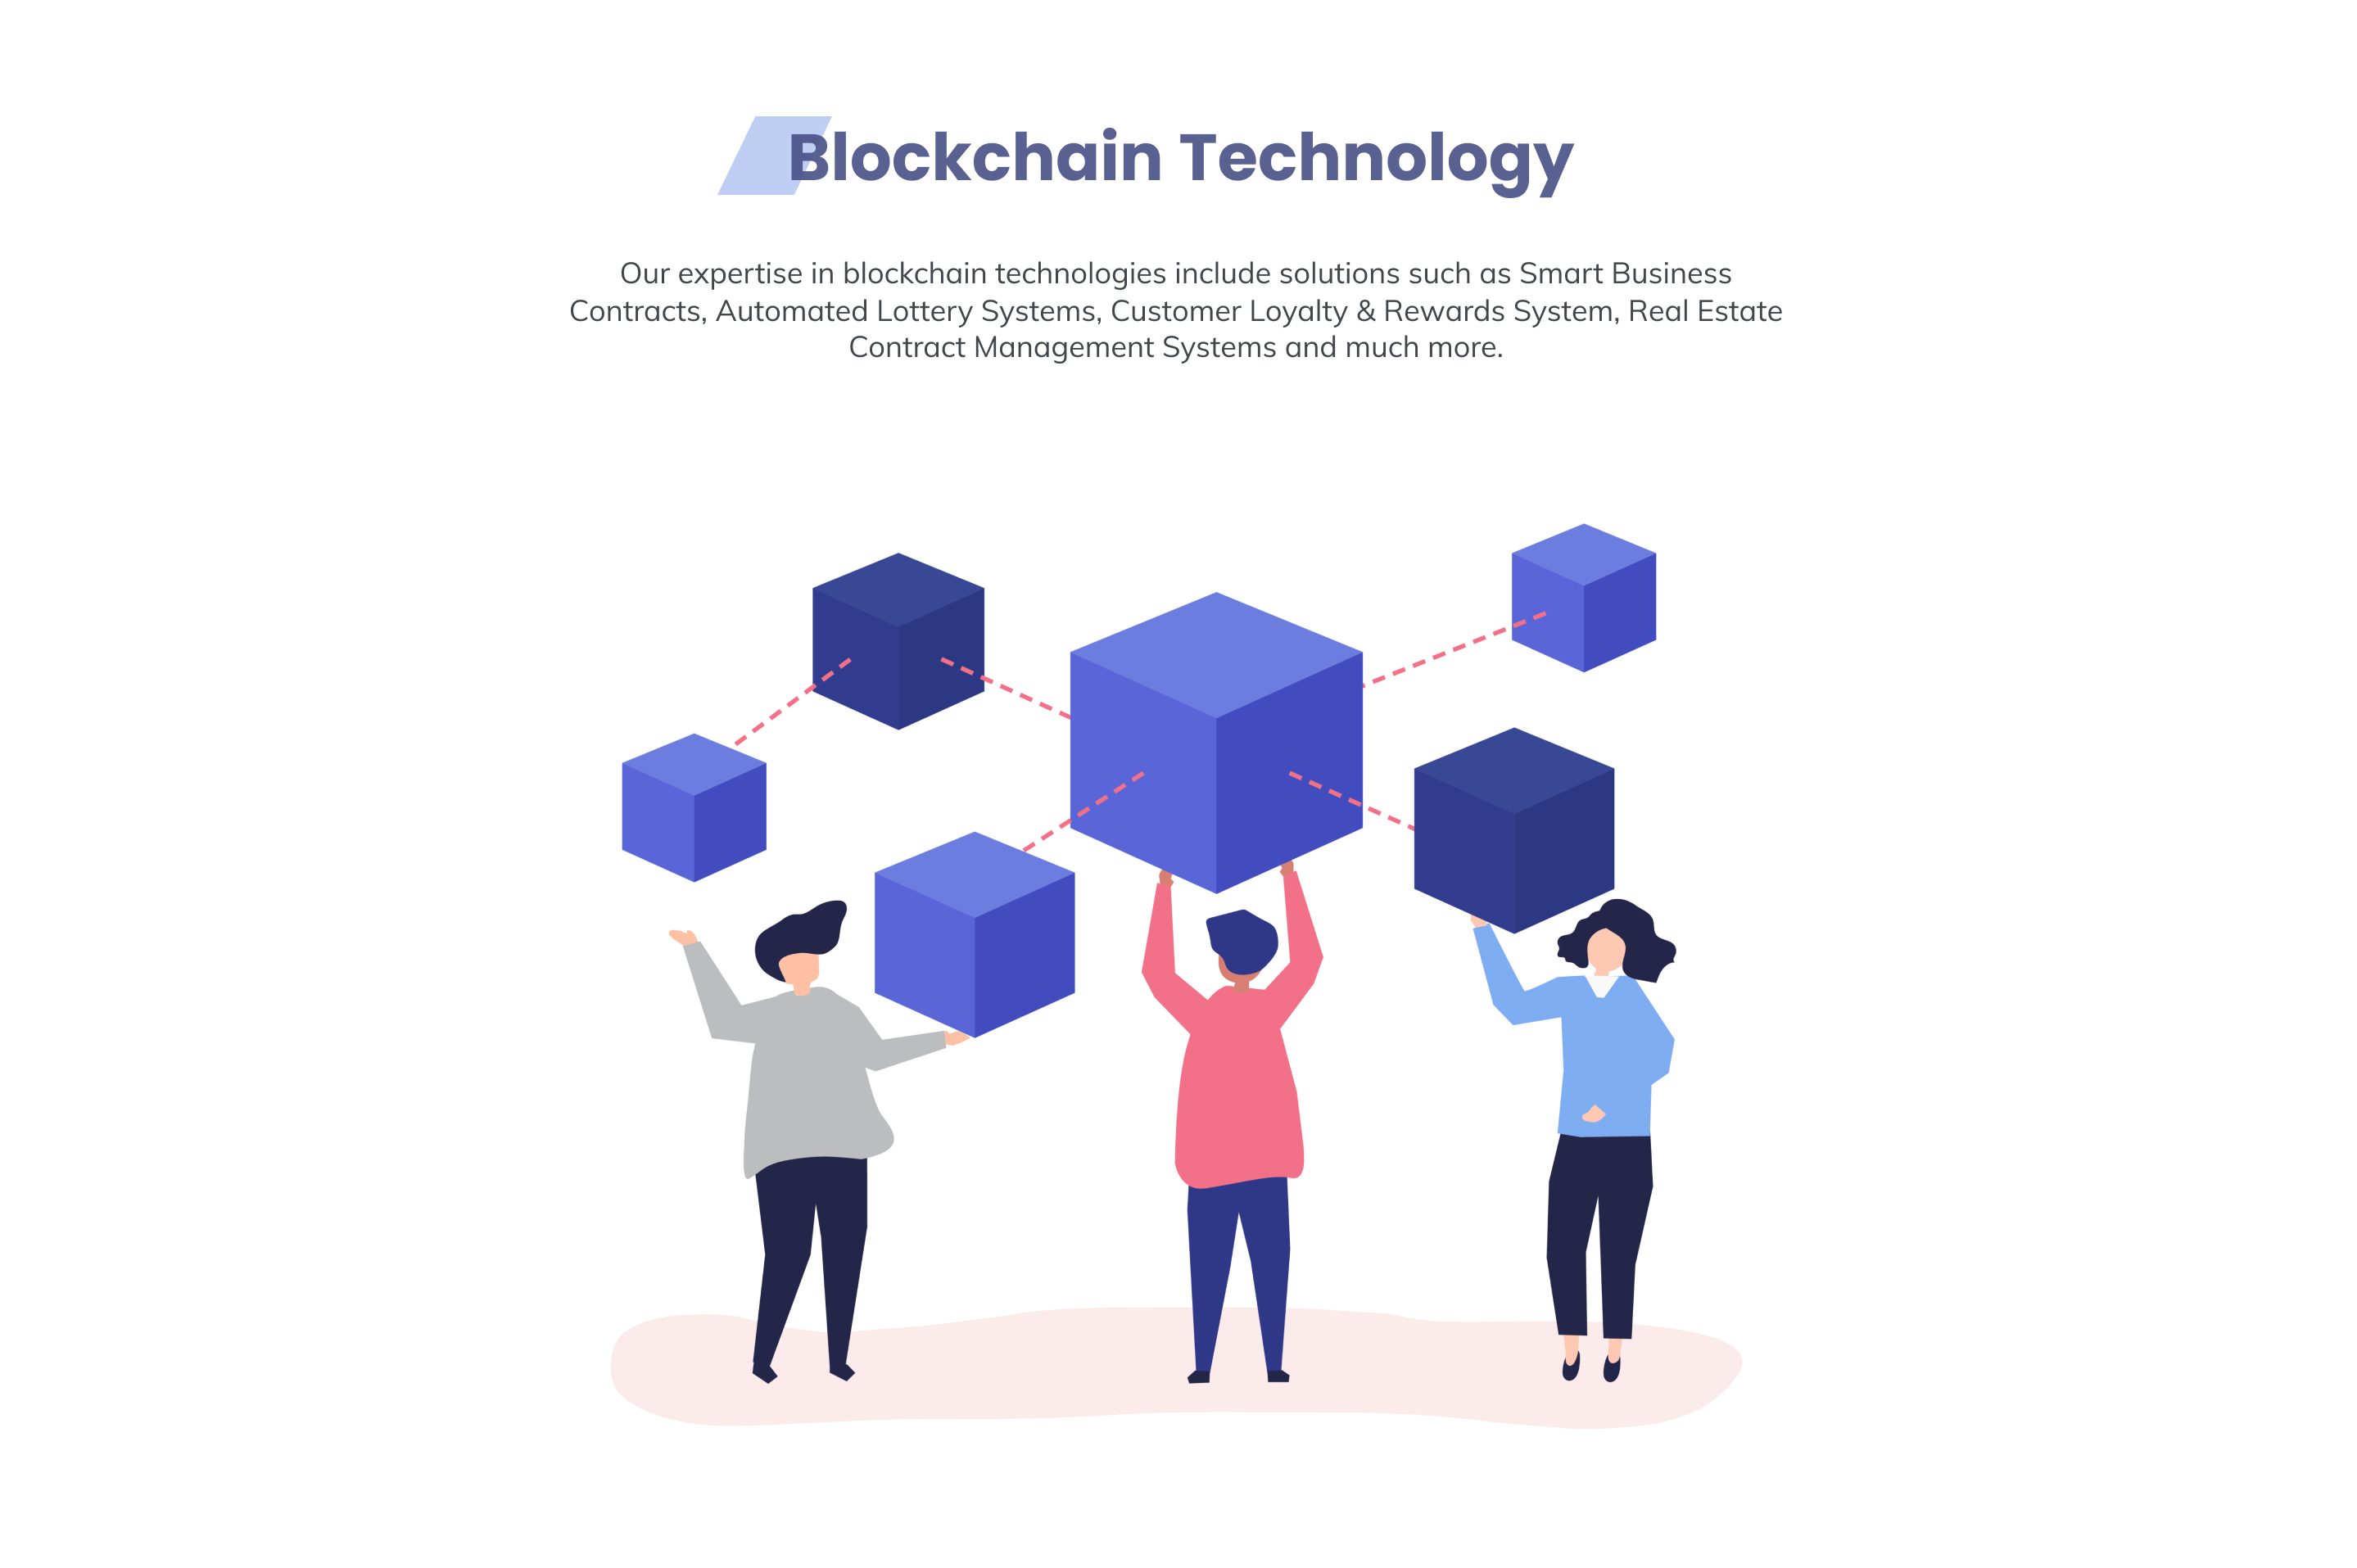 Blockchain Technology
Our expertise in blockchain technologies include solutions such as Smart Business
Contracts, Automated Lottery Systems, Customer Loyalty & Rewards System, Real Estate
Contract Management Systems and much more.